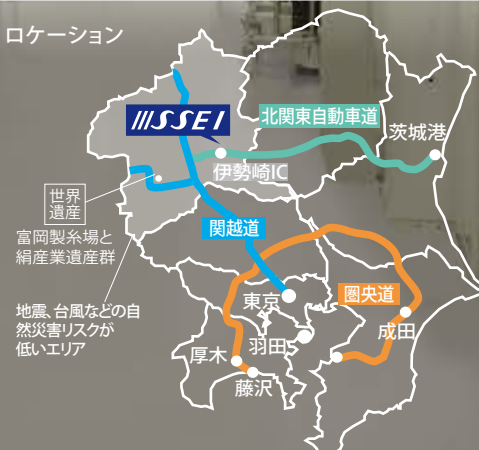 ロケーション
ISSEI
北関東自動車道
茨城港
伊勢崎IC
世界
遺産
関越道
富岡製糸場と
絹産業遺産群
地震、台風などの自
然災害リスクが
低いエリア
東京
圏央道
成田
羽田
厚木
藤沢